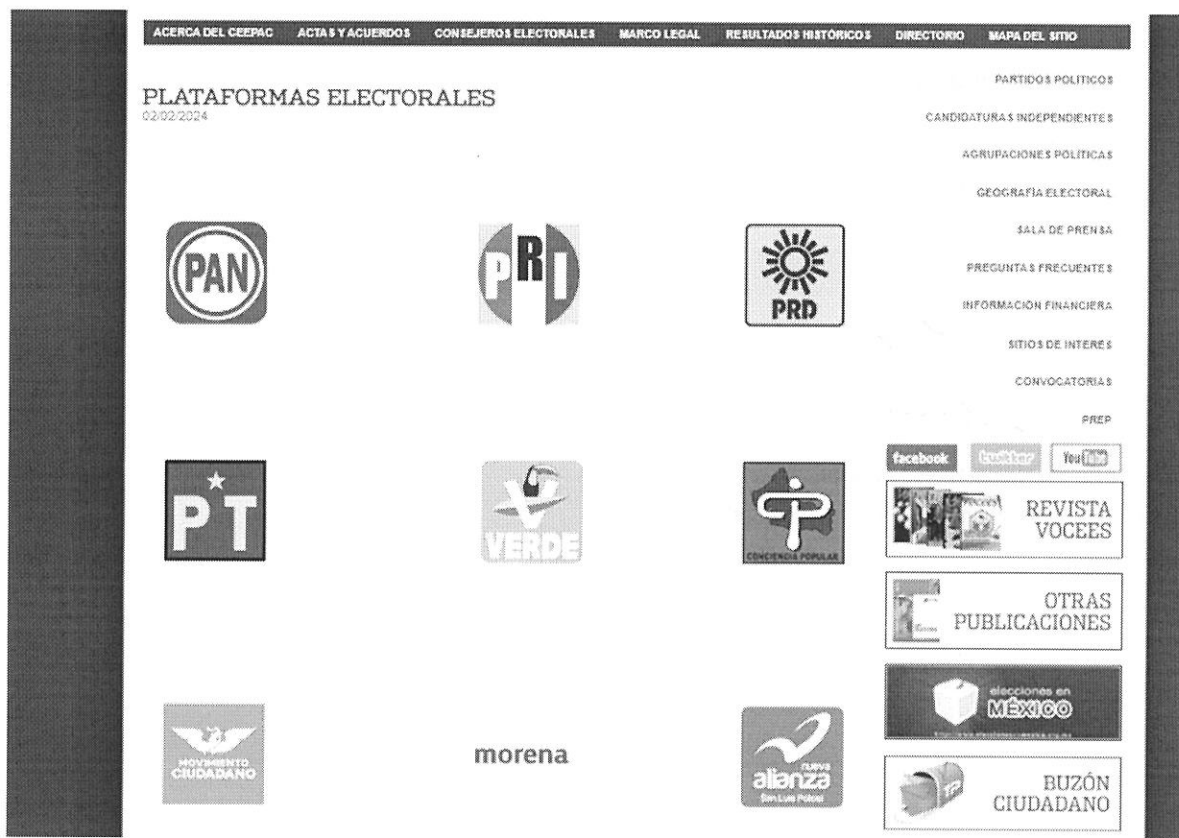 ACERCA DEL CEEPAC ACTAS Y ACUERDOS CONSEJEROS ELECTORALES MARCO LEGAL RESULTADOS HISTÓRICOS DIRECTORIO MAPA DEL SITIO
PLATAFORMAS ELECTORALES
02/02/2024
PAN
PRI
PRD
PT
VERDE
CONCIENCIA POPULAR
MOVIMIENTO
CIUDADANO
morena
nueva
alianza
San Luis Potosí
PARTIDOS POLÍTICOS
CANDIDATURAS INDEPENDIENTES
AGRUPACIONES POLÍTICAS
GEOGRAFÍA ELECTORAL
SALA DE PRENSA
PREGUNTAS FRECUENTES
INFORMACIÓN FINANCIERA
SITIOS DE INTERÉS
CONVOCATORIAS
PREP
facebook twitter YouTube
REVISTA
VOCEES
OTRAS
PUBLICACIONES
elecciones en
MÉXICO
BUZÓN
CIUDADANO